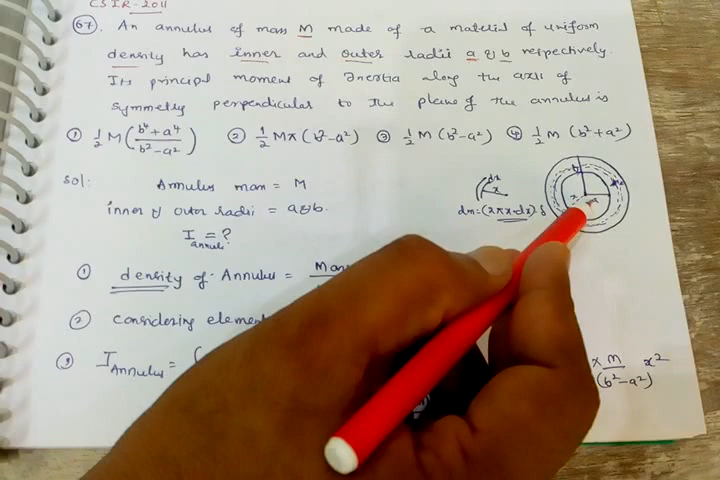 CSIR-2011
67. An annulus of mass M made of a material of uniform
density has inner and outer radii a & b respectively.
Its principal moment of Inertia along the axis of
symmetry perpendicular to the plane of the annulus is
① 1/2 M((b⁴+a⁴)/(b²-a²)) ② 1/2 Mπ(b²-a²) ③ 1/2 M(b²-a²) ④ 1/2 M(b²+a²)
Sol: Annulus mass = M
inner & outer radii = a&b.
I annulus = ?
dx
x
dm=(2πx·dx)·δ
① density of Annulus = Mass
② Considering element
③ I Annulus = ( × M/(b²-a²) x²